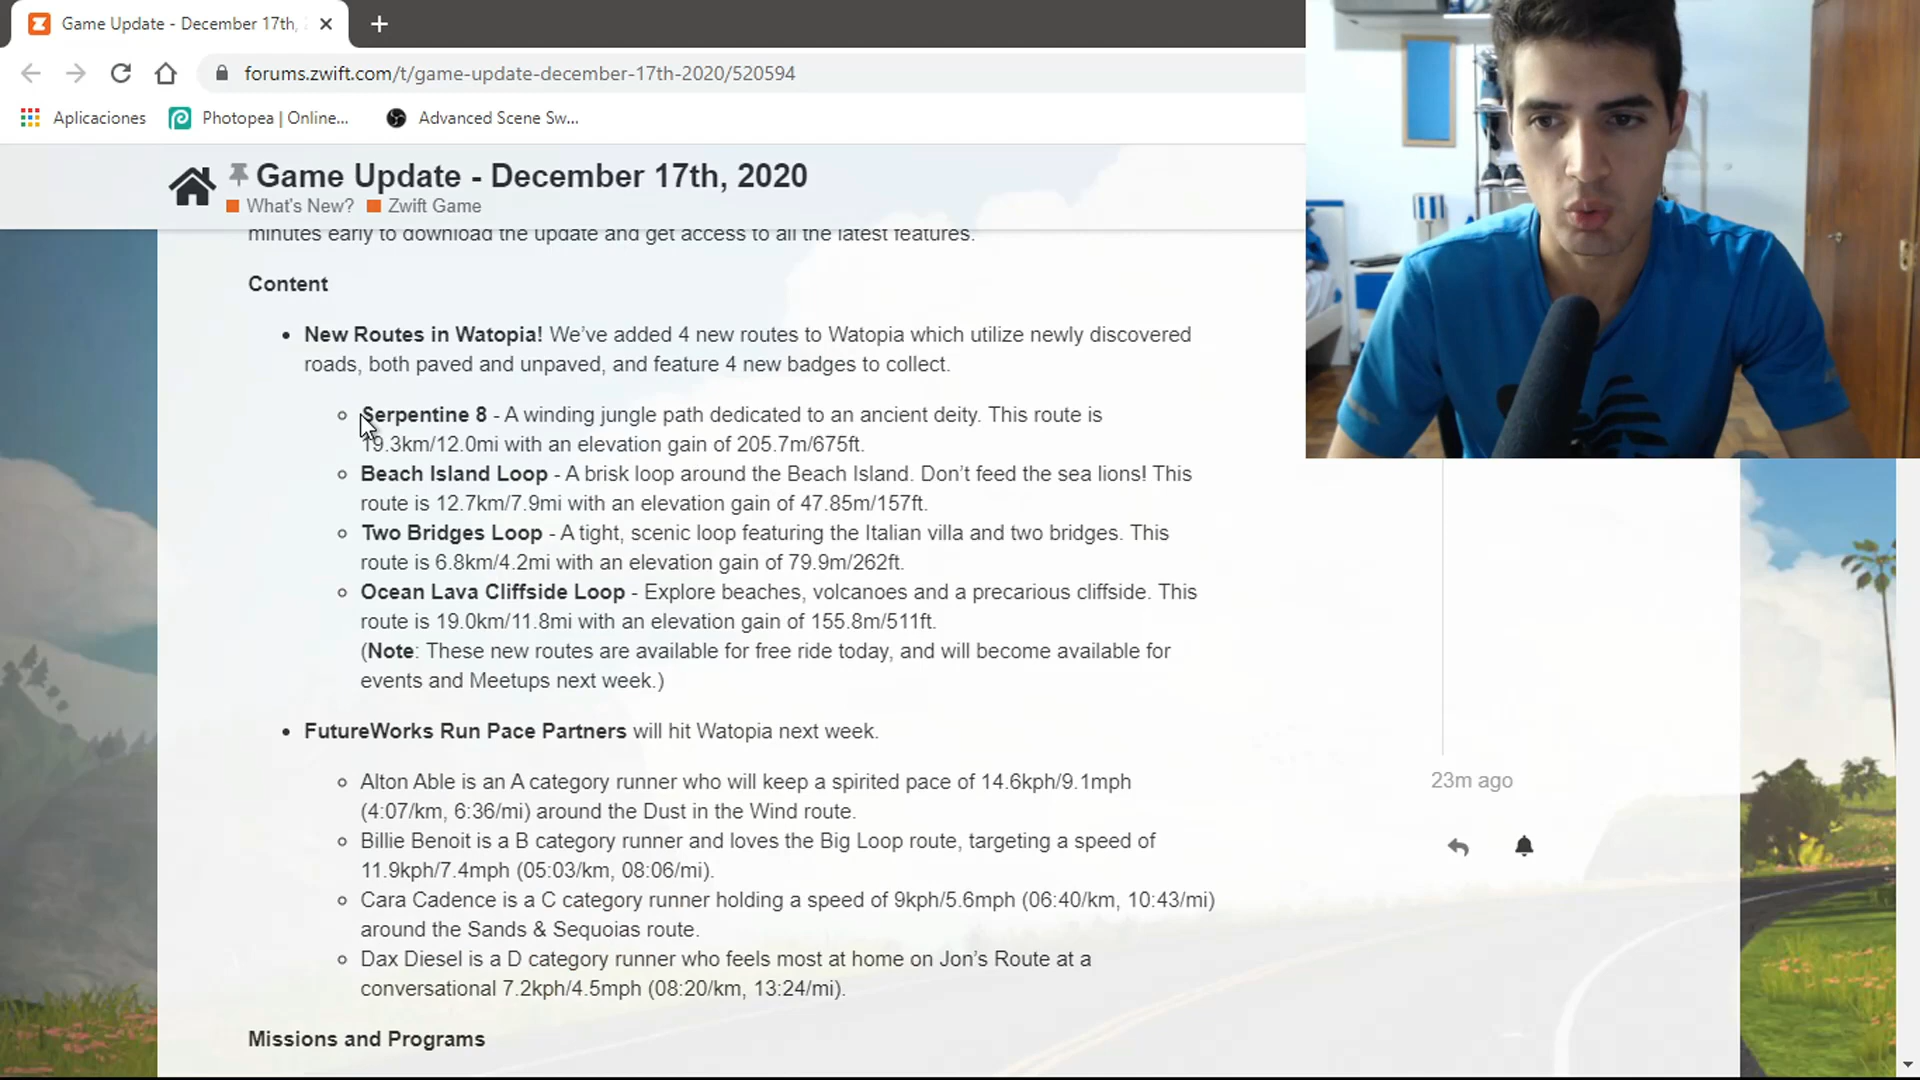 Game Update - December 17th,
forums.zwift.com/t/game-update-december-17th-2020/520594
Aplicaciones
Photopea | Online...
Advanced Scene Sw...
Game Update - December 17th, 2020
What's New? Zwift Game
minutes early to download the update and get access to all the latest features.
Content
New Routes in Watopia! We've added 4 new routes to Watopia which utilize newly discovered
roads, both paved and unpaved, and feature 4 new badges to collect.
Serpentine 8 - A winding jungle path dedicated to an ancient deity. This route is
19.3km/12.0mi with an elevation gain of 205.7m/675ft.
Beach Island Loop - A brisk loop around the Beach Island. Don't feed the sea lions! This
route is 12.7km/7.9mi with an elevation gain of 47.85m/157ft.
Two Bridges Loop - A tight, scenic loop featuring the Italian villa and two bridges. This
route is 6.8km/4.2mi with an elevation gain of 79.9m/262ft.
Ocean Lava Cliffside Loop - Explore beaches, volcanoes and a precarious cliffside. This
route is 19.0km/11.8mi with an elevation gain of 155.8m/511ft.
(Note: These new routes are available for free ride today, and will become available for
events and Meetups next week.)
FutureWorks Run Pace Partners will hit Watopia next week.
Alton Able is an A category runner who will keep a spirited pace of 14.6kph/9.1mph
(4:07/km, 6:36/mi) around the Dust in the Wind route.
Billie Benoit is a B category runner and loves the Big Loop route, targeting a speed of
11.9kph/7.4mph (05:03/km, 08:06/mi).
Cara Cadence is a C category runner holding a speed of 9kph/5.6mph (06:40/km, 10:43/mi)
around the Sands & Sequoias route.
Dax Diesel is a D category runner who feels most at home on Jon's Route at a
conversational 7.2kph/4.5mph (08:20/km, 13:24/mi).
Missions and Programs
23m ago